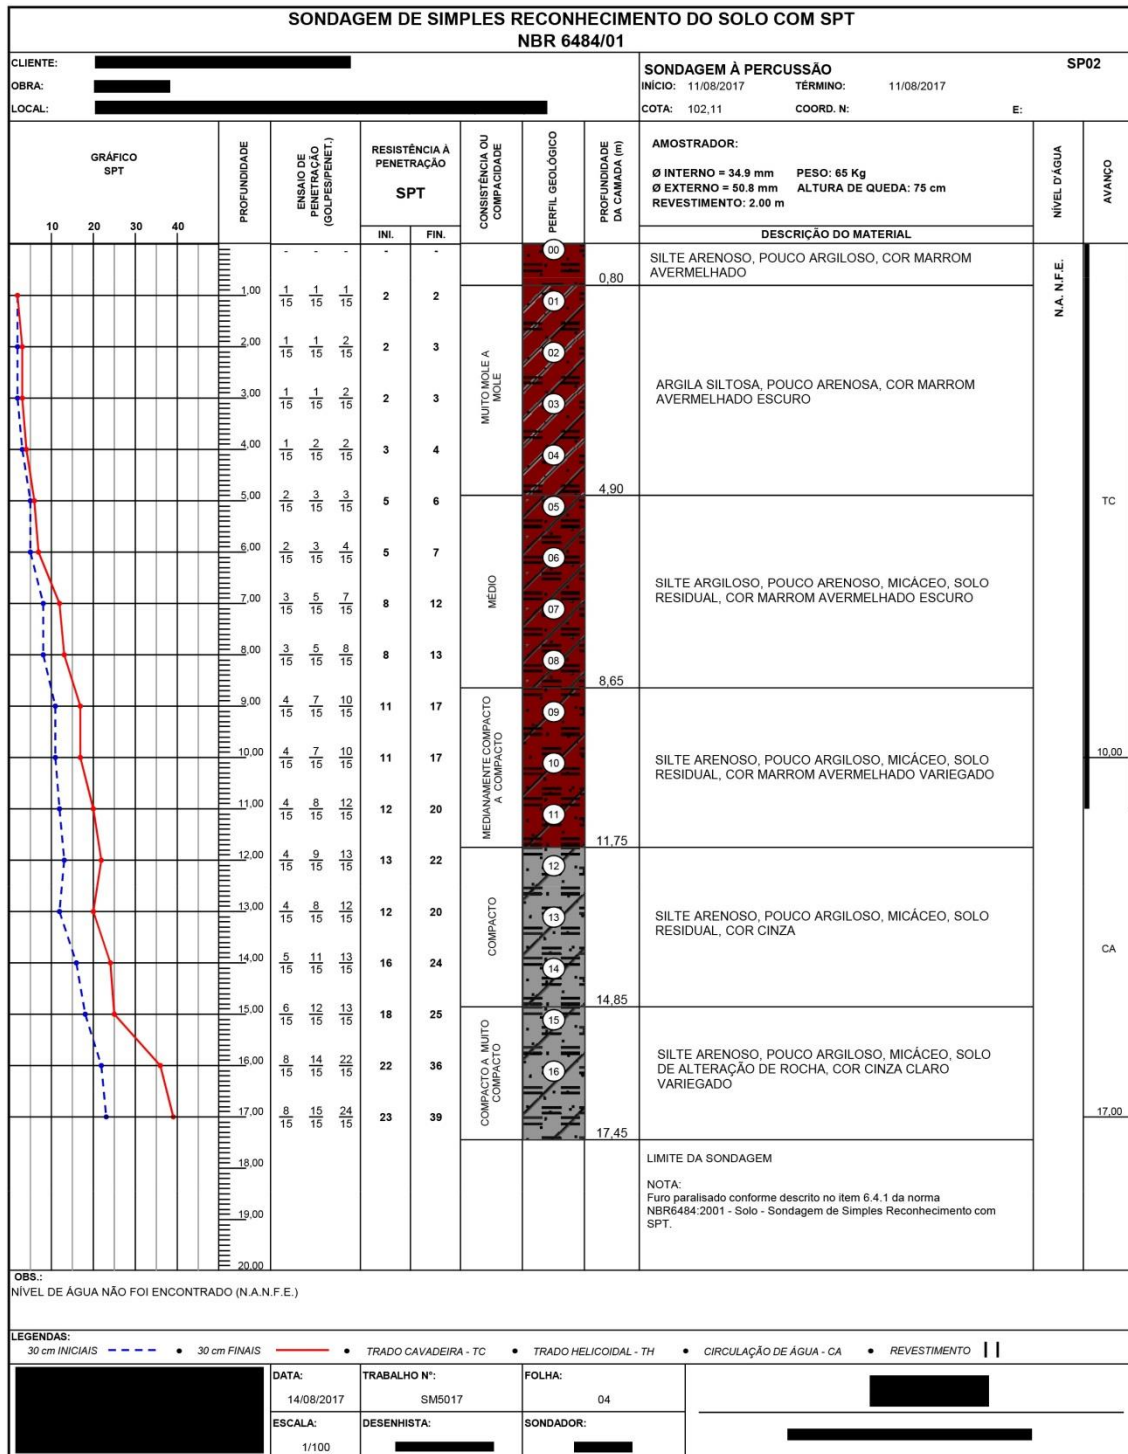 SONDAGEM DE SIMPLES RECONHECIMENTO DO SOLO COM SPT
NBR 6484/01
CLIENTE:
OBRA:
LOCAL:
SONDAGEM À PERCUSSÃO SP02
INÍCIO: 11/08/2017 TÉRMINO: 11/08/2017
COTA: 102,11 COORD. N: E:
GRÁFICO
SPT
10 20 30 40
PROFUNDIDADE
ENSAIO DE
PENETRAÇÃO
(GOLPES/PENET.)
RESISTÊNCIA À
PENETRAÇÃO
SPT
INI. FIN.
CONSISTÊNCIA OU
COMPACIDADE
PERFIL GEOLÓGICO
PROFUNDIDADE
DA CAMADA (m)
AMOSTRADOR:
Ø INTERNO = 34.9 mm PESO: 65 Kg
Ø EXTERNO = 50.8 mm ALTURA DE QUEDA: 75 cm
REVESTIMENTO: 2.00 m
DESCRIÇÃO DO MATERIAL
NÍVEL D'ÁGUA
AVANÇO
- - - - -
1,00 1/15 1/15 1/15 2 2
2,00 1/15 1/15 2/15 2 3
3,00 1/15 1/15 2/15 2 3
4,00 1/15 2/15 2/15 3 4
5,00 2/15 3/15 3/15 5 6
6,00 2/15 3/15 4/15 5 7
7,00 3/15 5/15 7/15 8 12
8,00 3/15 5/15 8/15 8 13
9,00 4/15 7/15 10/15 11 17
10,00 4/15 7/15 10/15 11 17
11,00 4/15 8/15 12/15 12 20
12,00 4/15 9/15 13/15 13 22
13,00 4/15 8/15 12/15 12 20
14,00 5/15 11/15 13/15 16 24
15,00 6/15 12/15 13/15 18 25
16,00 8/15 14/15 22/15 22 36
17,00 8/15 15/15 24/15 23 39
18,00
19,00
20,00
MUITO MOLE A
MOLE
MÉDIO
MEDIANAMENTE COMPACTO
A COMPACTO
COMPACTO
COMPACTO A MUITO
COMPACTO
00
01
02
03
04
05
06
07
08
09
10
11
12
13
14
15
16
0,80
4,90
8,65
11,75
14,85
17,45
SILTE ARENOSO, POUCO ARGILOSO, COR MARROM
AVERMELHADO
ARGILA SILTOSA, POUCO ARENOSA, COR MARROM
AVERMELHADO ESCURO
SILTE ARGILOSO, POUCO ARENOSO, MICÁCEO, SOLO
RESIDUAL, COR MARROM AVERMELHADO ESCURO
SILTE ARENOSO, POUCO ARGILOSO, MICÁCEO, SOLO
RESIDUAL, COR MARROM AVERMELHADO VARIEGADO
SILTE ARENOSO, POUCO ARGILOSO, MICÁCEO, SOLO
RESIDUAL, COR CINZA
SILTE ARENOSO, POUCO ARGILOSO, MICÁCEO, SOLO
DE ALTERAÇÃO DE ROCHA, COR CINZA CLARO
VARIEGADO
LIMITE DA SONDAGEM
NOTA:
Furo paralisado conforme descrito no item 6.4.1 da norma
NBR6484:2001 - Solo - Sondagem de Simples Reconhecimento com
SPT.
N.A. N.F.E.
TC
10,00
CA
17,00
OBS.:
NÍVEL DE ÁGUA NÃO FOI ENCONTRADO (N.A.N.F.E.)
LEGENDAS:
30 cm INICIAIS • 30 cm FINAIS • TRADO CAVADEIRA - TC • TRADO HELICOIDAL - TH • CIRCULAÇÃO DE ÁGUA - CA • REVESTIMENTO
DATA: TRABALHO N°: FOLHA:
14/08/2017 SM5017 04
ESCALA: DESENHISTA: SONDADOR:
1/100